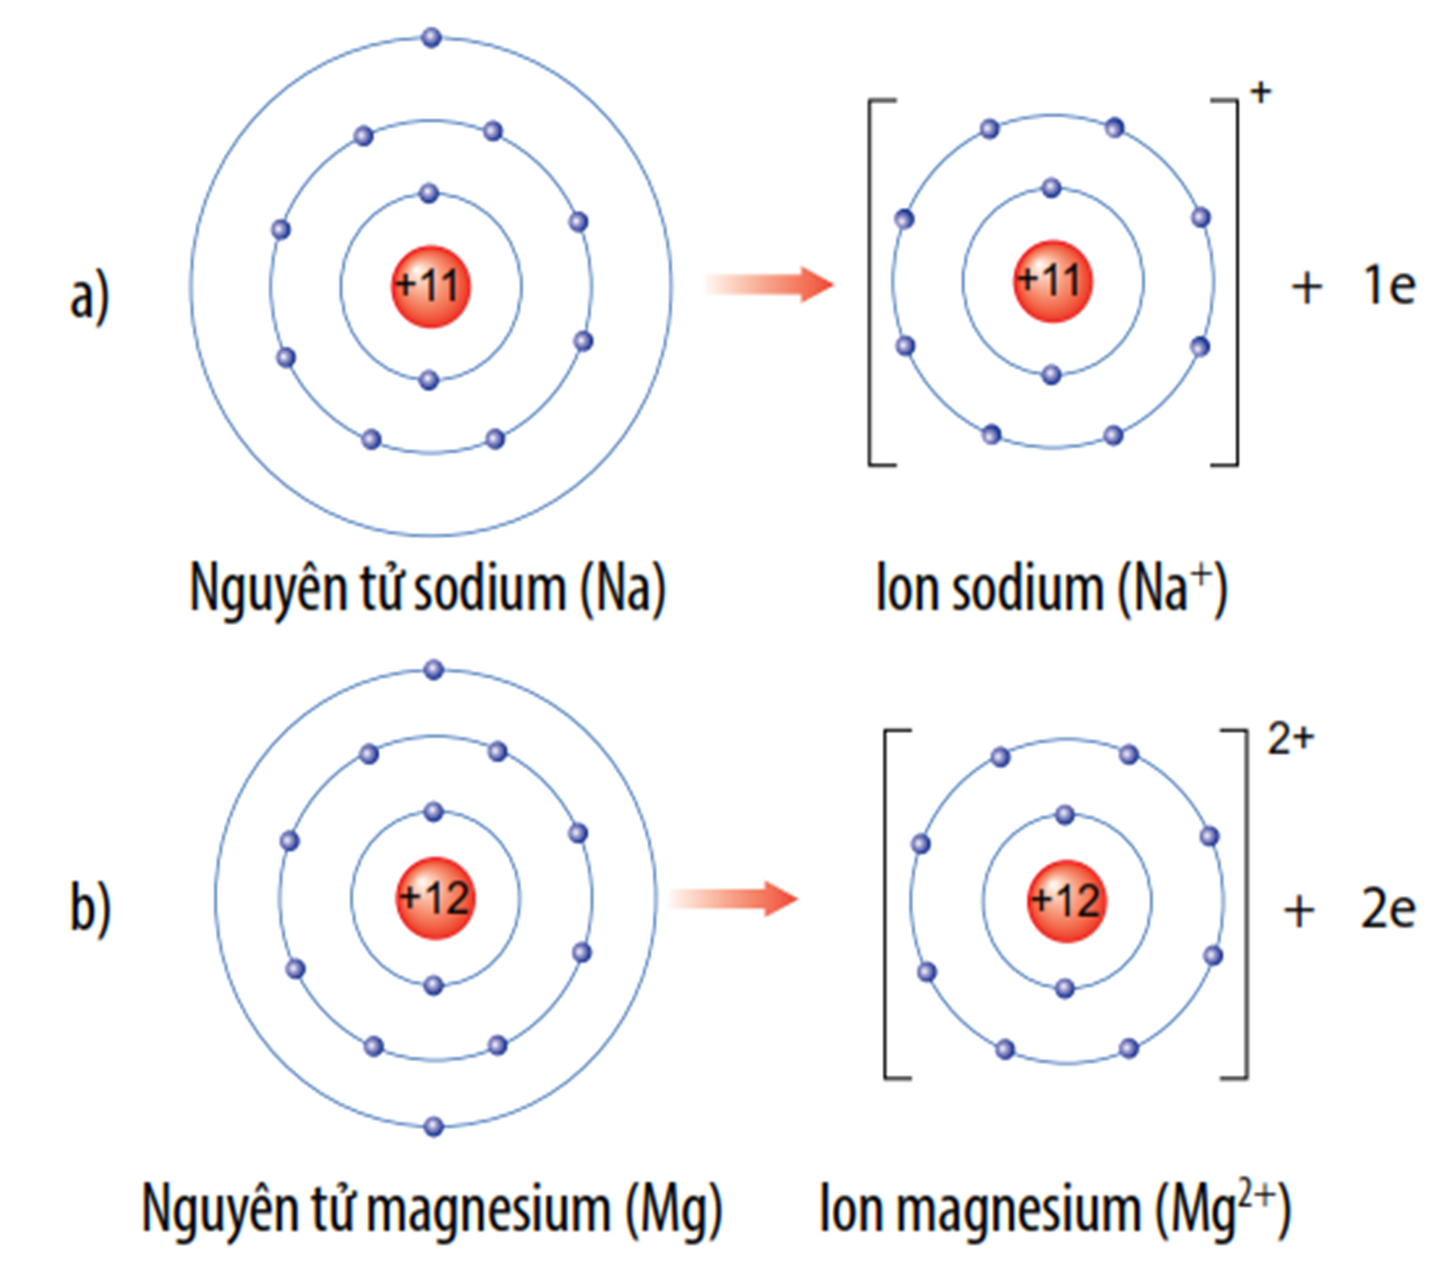 a) +11 [ +11 ]⁺ + 1e
Nguyên tử sodium (Na) Ion sodium (Na⁺)
b) +12 [ +12 ]²⁺ + 2e
Nguyên tử magnesium (Mg) Ion magnesium (Mg²⁺)